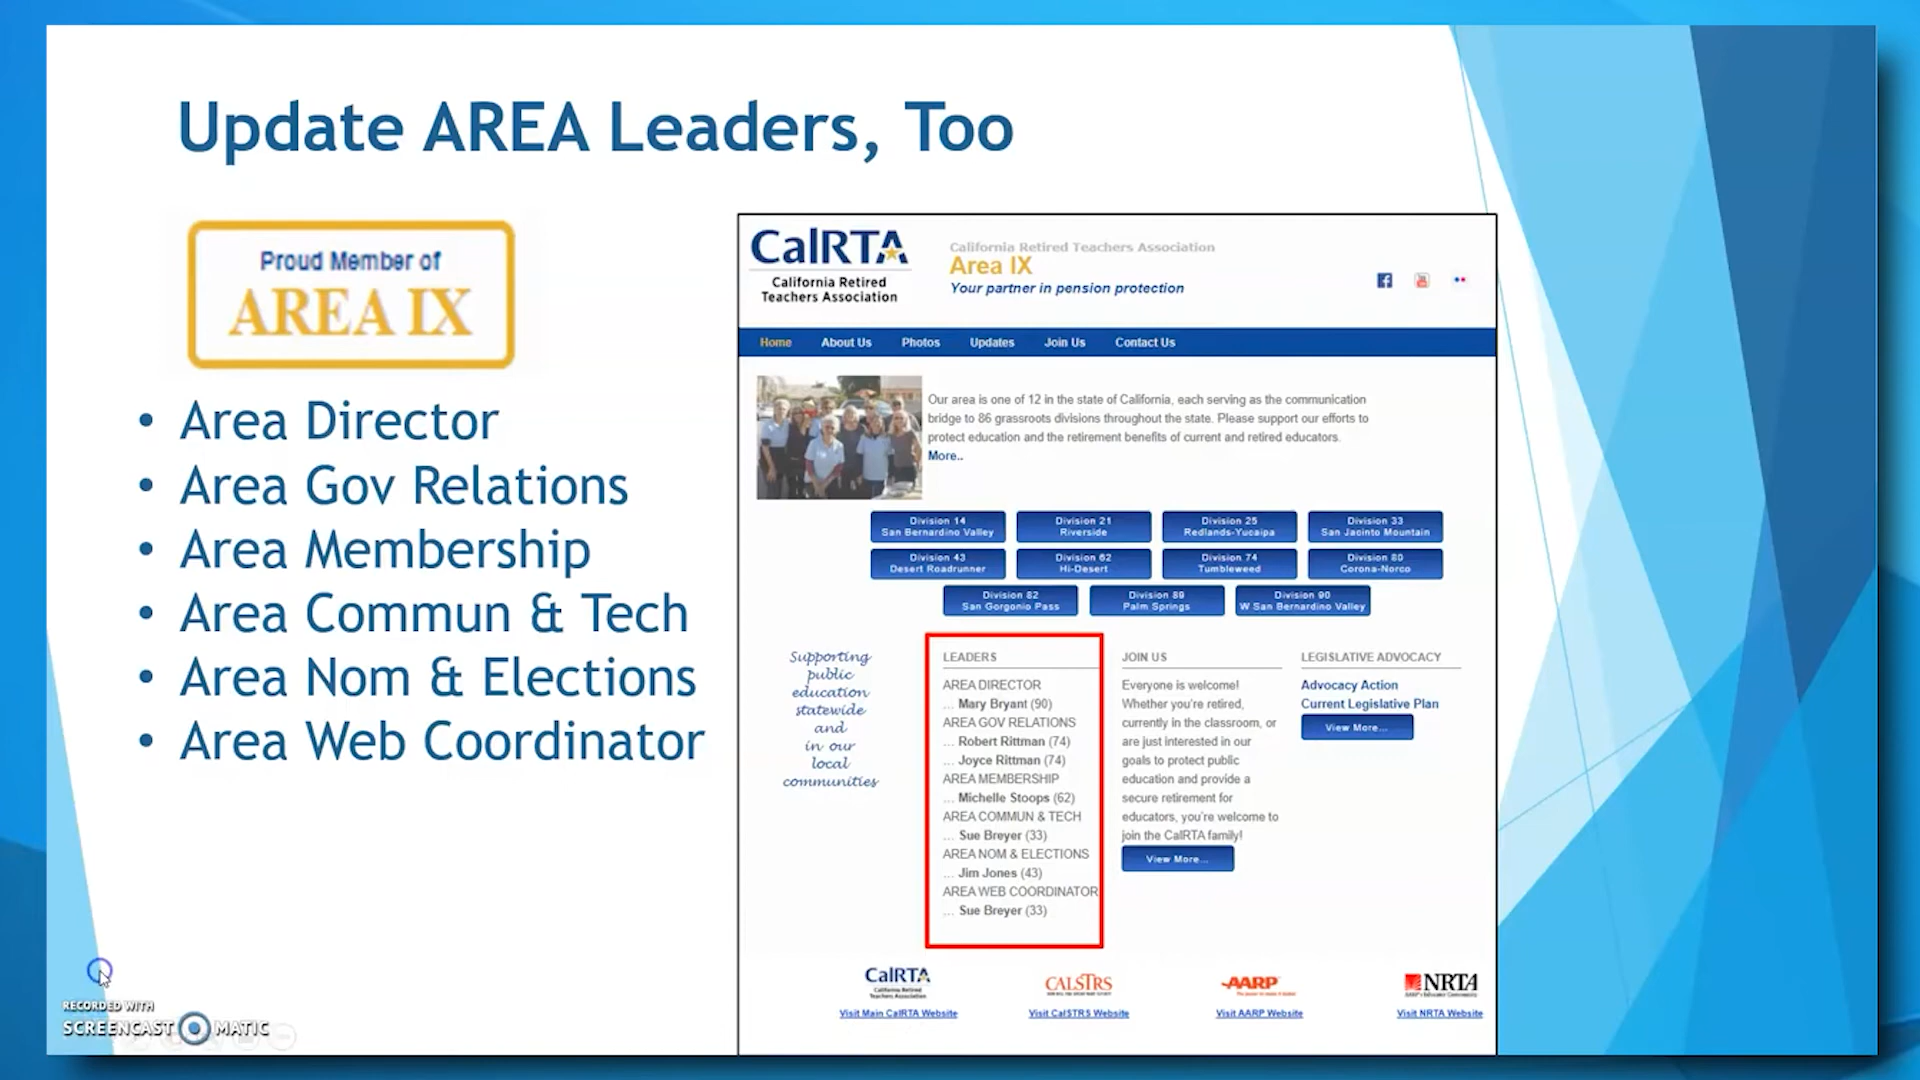 Update AREA Leaders, Too
Proud Member of
AREA IX
• Area Director
• Area Gov Relations
• Area Membership
• Area Commun & Tech
• Area Nom & Elections
• Area Web Coordinator
CalRTA
California Retired
Teachers Association
California Retired Teachers Association
Area IX
Your partner in pension protection
Home About Us Photos Updates Join Us Contact Us
Our area is one of 12 in the state of California, each serving as the communication
bridge to 86 grassroots divisions throughout the state. Please support our efforts to
protect education and the retirement benefits of current and retired educators.
More..
Division 14
San Bernardino Valley
Division 21
Riverside
Division 25
Redlands-Yucaipa
Division 33
San Jacinto Mountain
Division 43
Desert Roadrunner
Division 62
Hi-Desert
Division 74
Tumbleweed
Division 80
Corona-Norco
Division 82
San Gorgonio Pass
Division 89
Palm Springs
Division 90
W San Bernardino Valley
Supporting
public
education
statewide
and
in our
local
communities
LEADERS
AREA DIRECTOR
... Mary Bryant (90)
AREA GOV RELATIONS
... Robert Rittman (74)
... Joyce Rittman (74)
AREA MEMBERSHIP
... Michelle Stoops (62)
AREA COMMUN & TECH
... Sue Breyer (33)
AREA NOM & ELECTIONS
... Jim Jones (43)
AREA WEB COORDINATOR
... Sue Breyer (33)
JOIN US
Everyone is welcome!
Whether you're retired,
currently in the classroom, or
are just interested in our
goals to protect public
education and provide a
secure retirement for
educators, you're welcome to
join the CalRTA family!
View More...
LEGISLATIVE ADVOCACY
Advocacy Action
Current Legislative Plan
View More...
CalRTA
California Retired
Teachers Association
Visit Main CalRTA Website
CALSTRS
Visit CalSTRS Website
AARP
Visit AARP Website
NRTA
Visit NRTA Website
RECORDED WITH
SCREENCAST MATIC